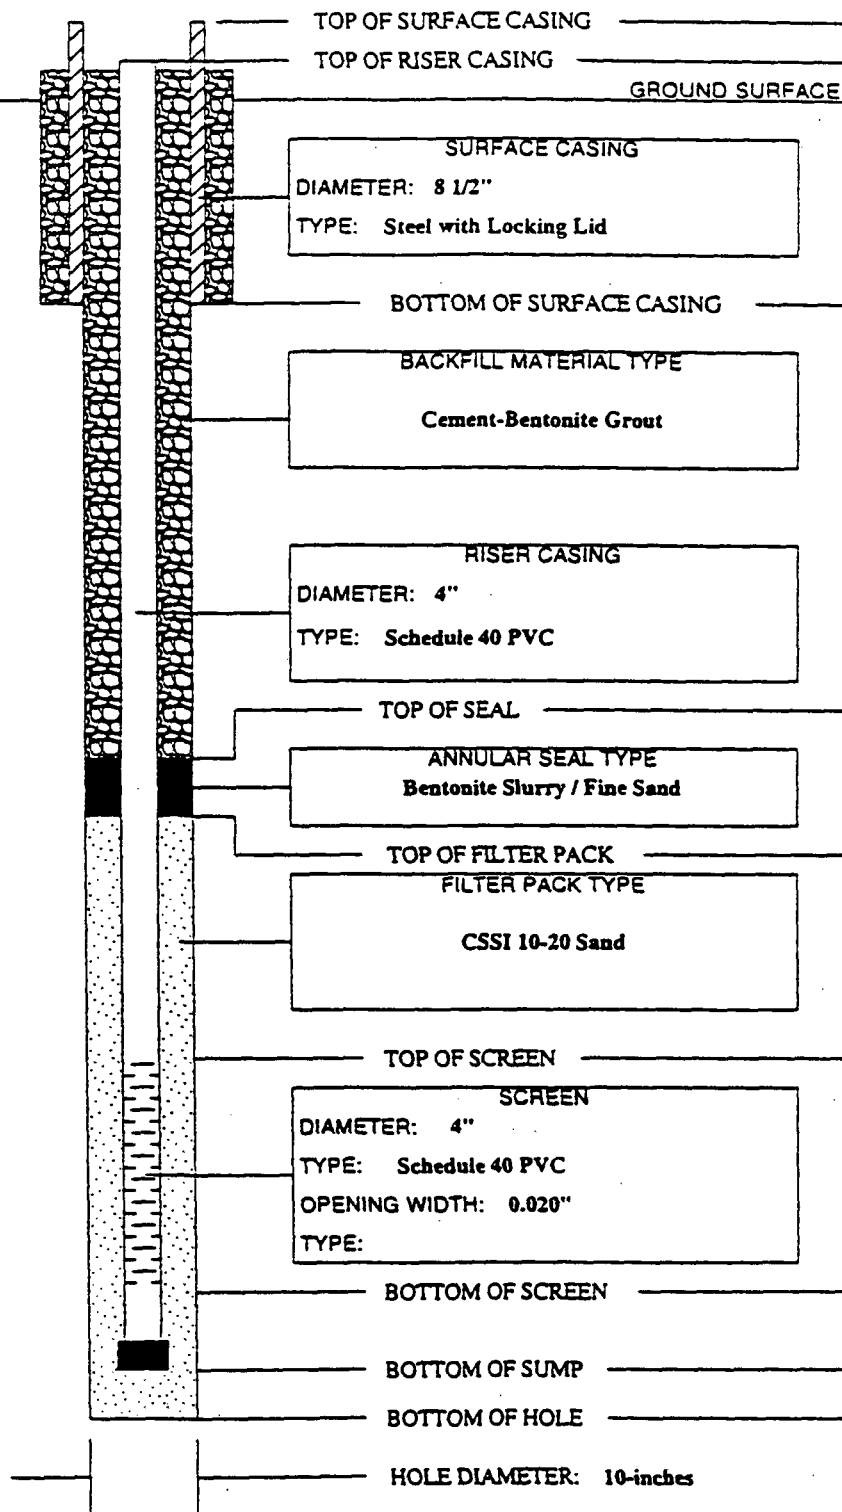 TOP OF SURFACE CASING
TOP OF RISER CASING
GROUND SURFACE
SURFACE CASING
DIAMETER: 8 1/2"
TYPE: Steel with Locking Lid
BOTTOM OF SURFACE CASING
BACKFILL MATERIAL TYPE
Cement-Bentonite Grout
RISER CASING
DIAMETER: 4"
TYPE: Schedule 40 PVC
TOP OF SEAL
ANNULAR SEAL TYPE
Bentonite Slurry / Fine Sand
TOP OF FILTER PACK
FILTER PACK TYPE
CSSI 10-20 Sand
TOP OF SCREEN
SCREEN
DIAMETER: 4"
TYPE: Schedule 40 PVC
OPENING WIDTH: 0.020"
TYPE:
BOTTOM OF SCREEN
BOTTOM OF SUMP
BOTTOM OF HOLE
HOLE DIAMETER: 10-inches